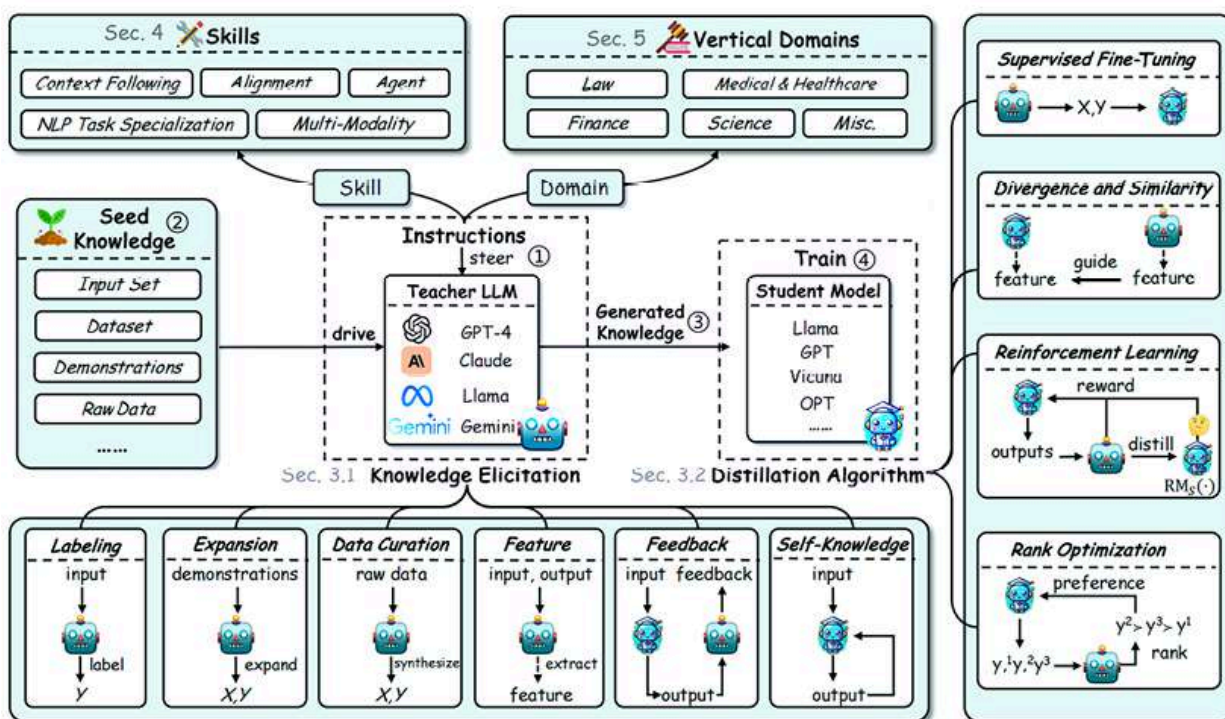 Sec. 4 Skills
Context Following
Alignment
Agent
NLP Task Specialization
Multi-Modality
Sec. 5 Vertical Domains
Law
Medical & Healthcare
Finance
Science
Misc.
Skill
Domain
Seed
Knowledge ②
Input Set
Dataset
Demonstrations
Raw Data
......
drive
Instructions
steer ①
Teacher LLM
GPT-4
Claude
Llama
Gemini Gemini
Generated
Knowledge ③
Train ④
Student Model
Llama
GPT
Vicuna
OPT
......
Sec. 3.1 Knowledge Elicitation
Sec. 3.2 Distillation Algorithm
Labeling
input
label
Y
Expansion
demonstrations
expand
X,Y
Data Curation
raw data
synthesize
X,Y
Feature
input, output
extract
feature
Feedback
input feedback
output
Self-Knowledge
input
output
Supervised Fine-Tuning
X,Y
Divergence and Similarity
feature
guide
feature
Reinforcement Learning
reward
outputs
distill
RM_S(·)
Rank Optimization
preference
y²>y³>y¹
rank
y,¹y,²y³